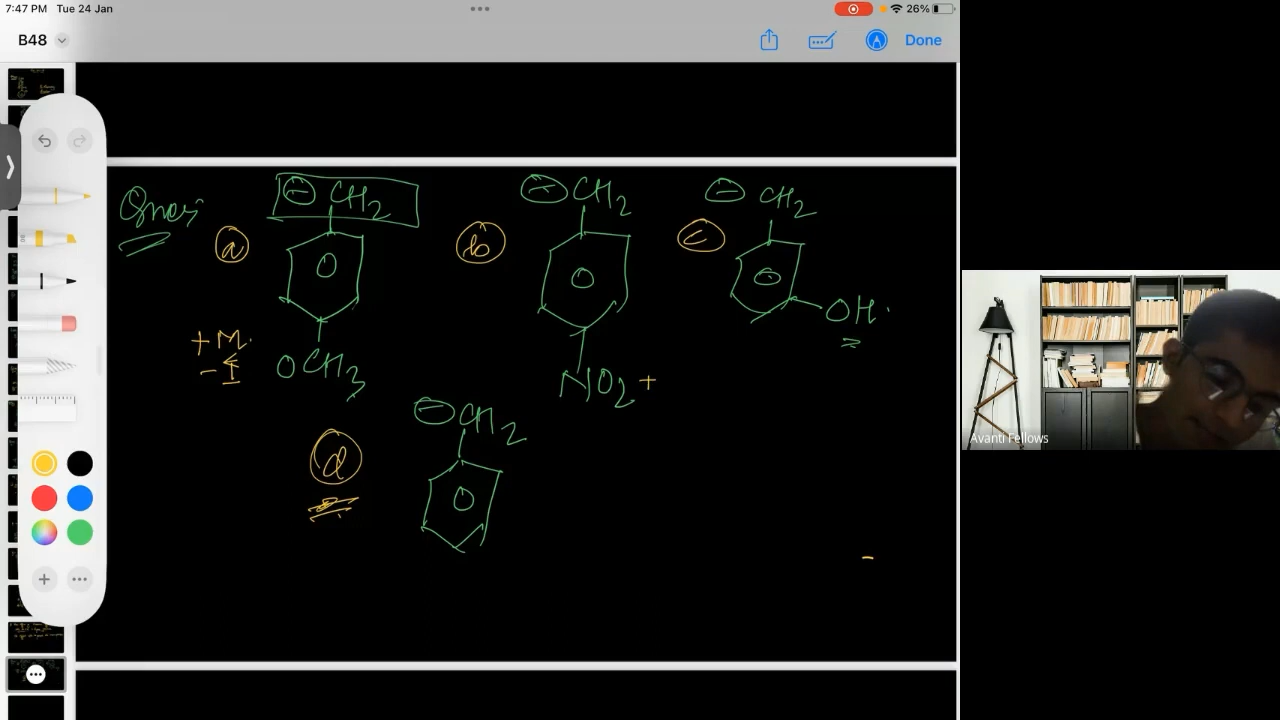 7:47 PM Tue 24 Jan
26%
B48
Done
Ques
⊖ CH2
⊖ CH2
⊖ CH2
a
b
c
OH
+M
-I
OCH3
NO2 +
⊖ CH2
d
Avanti Fellows